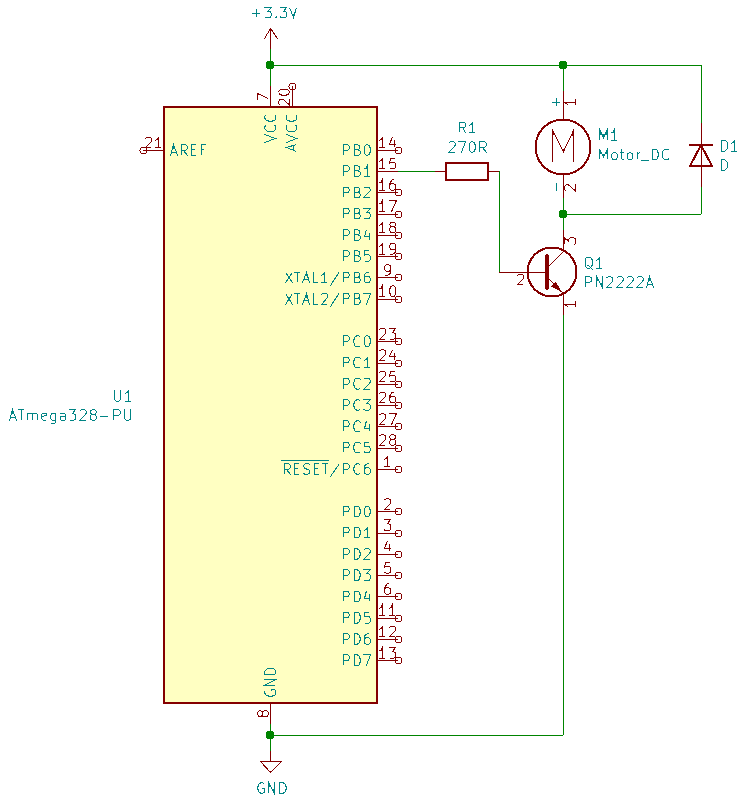 +3.3V
7
VCC
20
AVCC
21
AREF
PB0 14
PB1 15
PB2 16
PB3 17
PB4 18
PB5 19
XTAL1/PB6 9
XTAL2/PB7 10
PC0 23
PC1 24
PC2 25
PC3 26
PC4 27
PC5 28
RESET/PC6 1
PD0 2
PD1 3
PD2 4
PD3 5
PD4 6
PD5 11
PD6 12
PD7 13
U1
ATmega328-PU
GND
8
GND
R1
270R
+ 1
M
M1
Motor_DC
- 2
D1
D
3
2
Q1
PN2222A
1